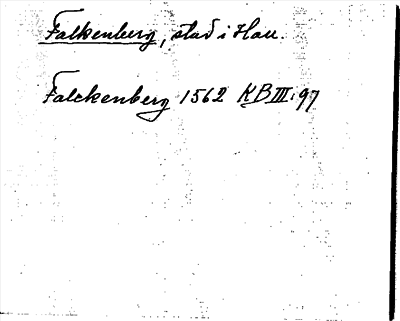 Falkenberg, stad i Hall.
Falckenberg 1562 KB III:97